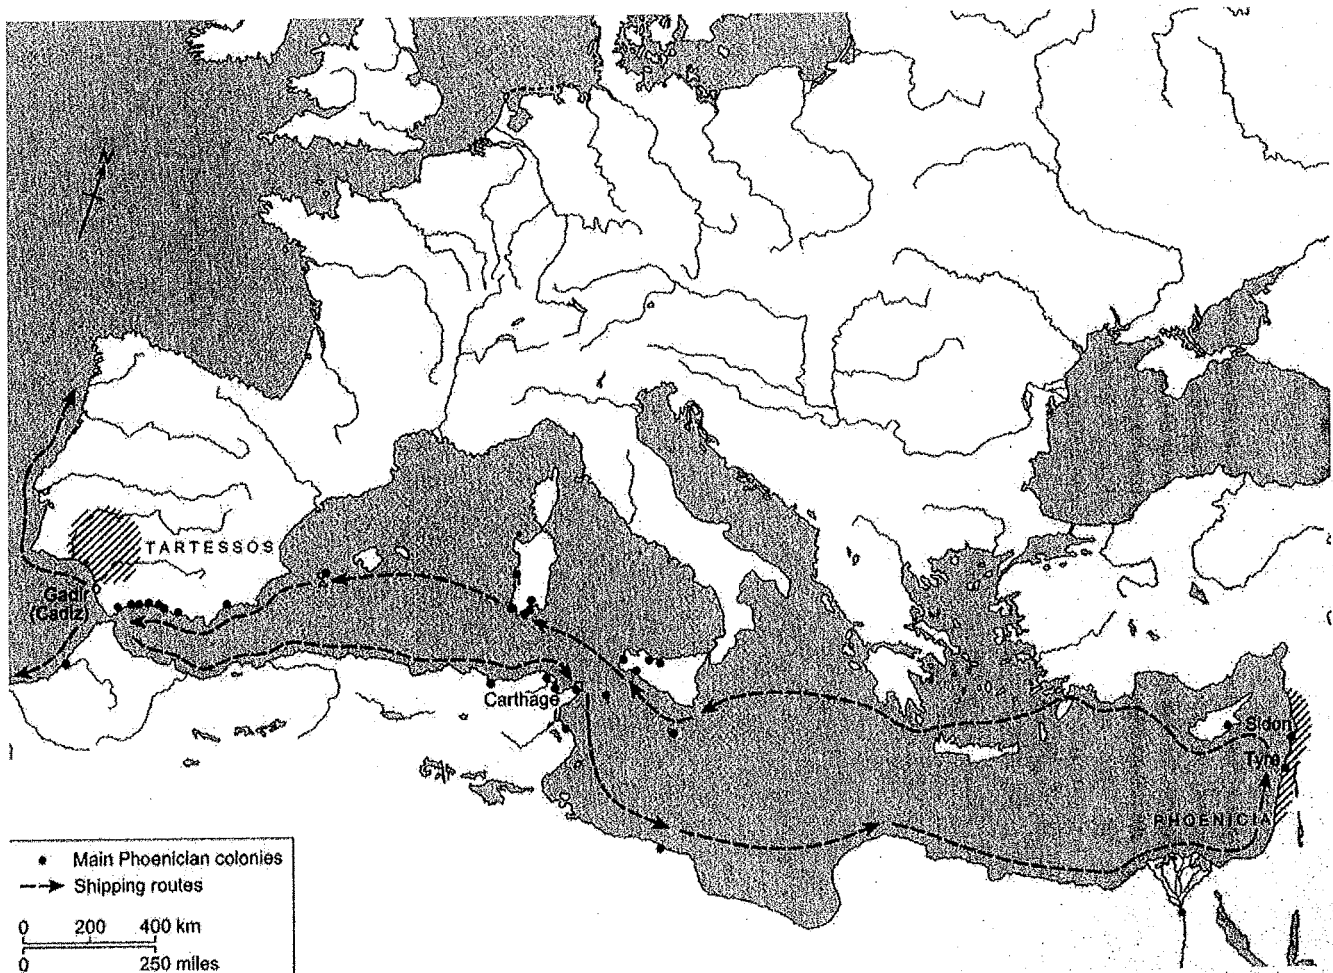 N
TARTESSOS
Gadir
(Cadiz)
Carthage
Sidon
Tyre
PHOENICIA
Main Phoenician colonies
Shipping routes
0 200 400 km
0 250 miles